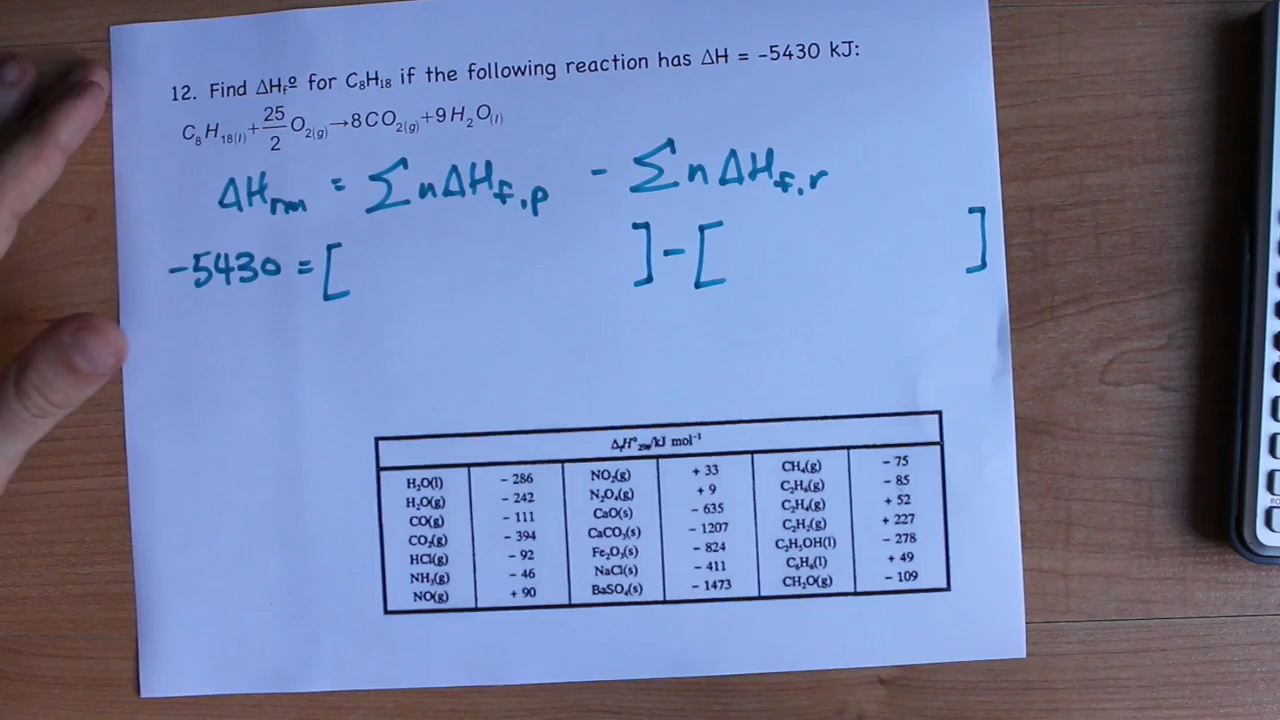 12. Find ΔHfº for C8H18 if the following reaction has ΔH = -5430 kJ:
C8H18(l)+25/2O2(g)→8CO2(g)+9H2O(l)
ΔHrxn = ΣnΔHf,p - ΣnΔHf,r
-5430 = [ ] - [ ]
ΔfH°298/kJ mol⁻¹
H2O(l) - 286 NO2(g) + 33 CH4(g) - 75
H2O(g) - 242 N2O4(g) + 9 C2H6(g) - 85
CO(g) - 111 CaO(s) - 635 C2H4(g) + 52
CO2(g) - 394 CaCO3(s) - 1207 C2H2(g) + 227
HCl(g) - 92 Fe2O3(s) - 824 C2H5OH(l) - 278
NH3(g) - 46 NaCl(s) - 411 C6H6(l) + 49
NO(g) + 90 BaSO4(s) - 1473 CH2O(g) - 109